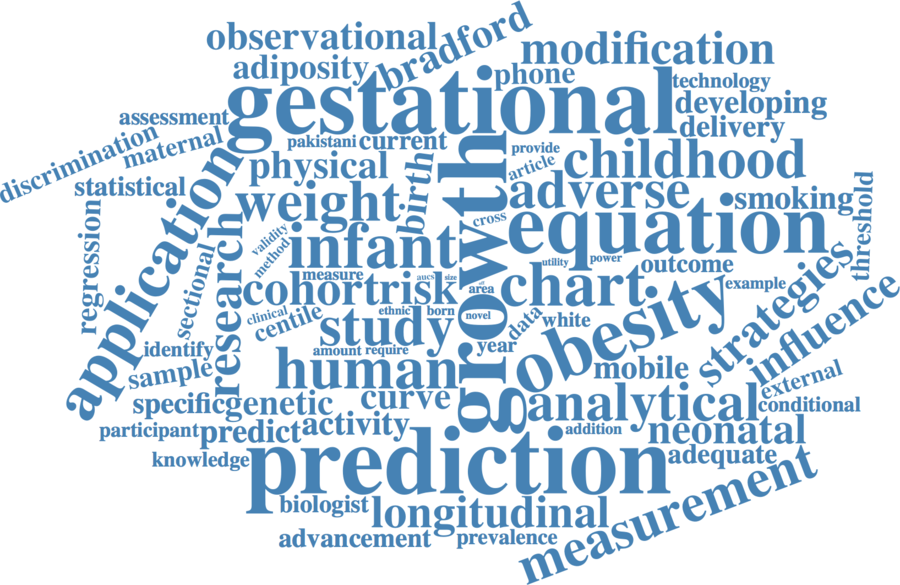 observational
bradford
modification
adiposity
phone
gestational
technology
developing
assessment
delivery
discrimination
maternal
pakistani
current
provide
childhood
physical
article
birth
statistical
adverse
smoking
threshold
weight
growth
cross
equation
application
research
regression
validity
method
infant
sectional
utility
power
outcome
measure
aucs
size
cohort
risk
area
chart
example
strategies
obesity
clinical
centile
ethnic
born
novel
data
white
study
influence
identify
amount
require
year
sample
human
mobile
external
specific
genetic
curve
analytical
conditional
participant
predict
activity
addition
neonatal
knowledge
prediction
adequate
measurement
biologist
longitudinal
advancement
prevalence